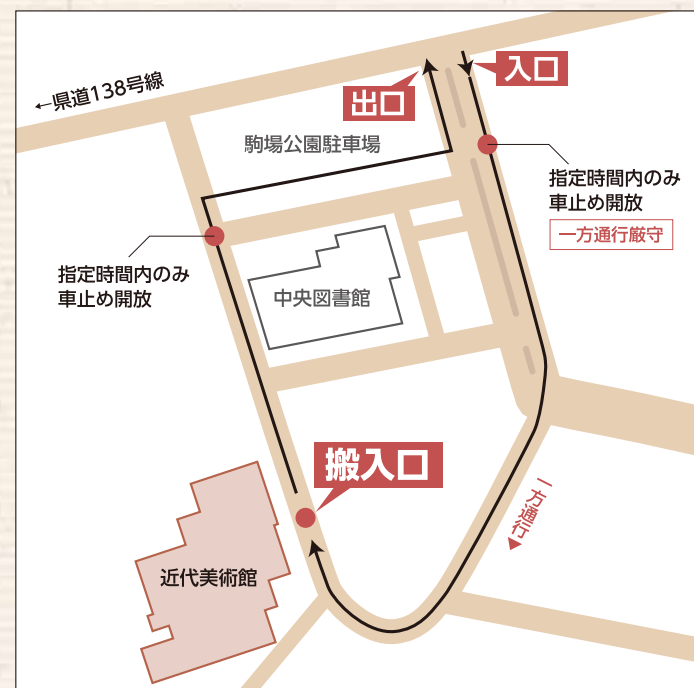 ←県道138号線
入口
出口
駒場公園駐車場
指定時間内のみ
車止め開放
一方通行厳守
指定時間内のみ
車止め開放
中央図書館
搬入口
一方通行▶
近代美術館